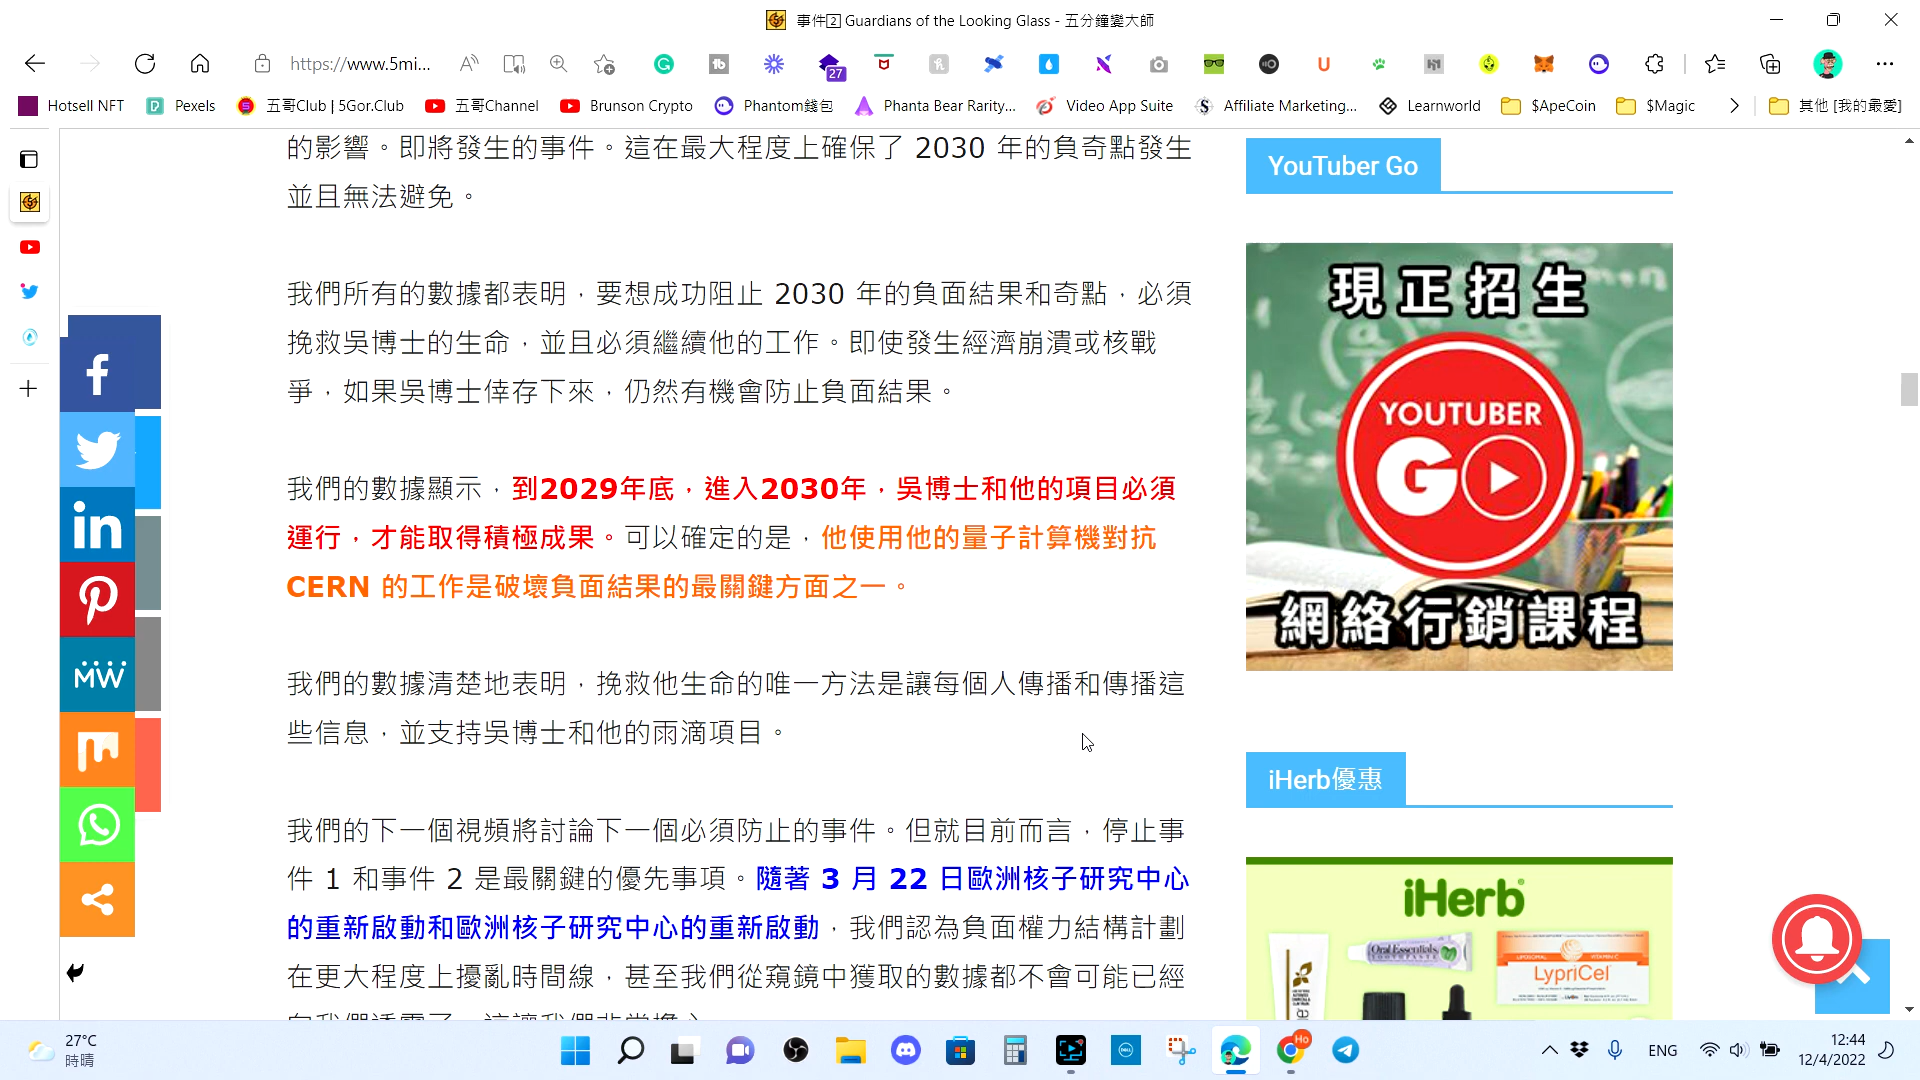 事件2 Guardians of the Looking Glass - 五分鐘變大師
https://www.5mi...
27
Hotsell NFT
Pexels
五哥Club | 5Gor.Club
五哥Channel
Brunson Crypto
Phantom錢包
Phanta Bear Rarity...
Video App Suite
Affiliate Marketing...
Learnworld
$ApeCoin
$Magic
其他 [我的最愛]
的影響。即將發生的事件。這在最大程度上確保了 2030 年的負奇點發生
並且無法避免。
我們所有的數據都表明，要想成功阻止 2030 年的負面結果和奇點，必須
挽救吳博士的生命，並且必須繼續他的工作。即使發生經濟崩潰或核戰
爭，如果吳博士倖存下來，仍然有機會防止負面結果。
我們的數據顯示，到2029年底，進入2030年，吳博士和他的項目必須
運行，才能取得積極成果。可以確定的是，他使用他的量子計算機對抗
CERN 的工作是破壞負面結果的最關鍵方面之一。
我們的數據清楚地表明，挽救他生命的唯一方法是讓每個人傳播和傳播這
些信息，並支持吳博士和他的雨滴項目。
我們的下一個視頻將討論下一個必須防止的事件。但就目前而言，停止事
件 1 和事件 2 是最關鍵的優先事項。隨著 3 月 22 日歐洲核子研究中心
的重新啟動和歐洲核子研究中心的重新啟動，我們認為負面權力結構計劃
在更大程度上擾亂時間線，甚至我們從窺鏡中獲取的數據都不會可能已經
YouTuber Go
現正招生
YOUTUBER
GO
網絡行銷課程
iHerb優惠
iHerb
Oral Essentials
LypriCel
MW
27°C
時晴
Ho
ENG
12:44
12/4/2022